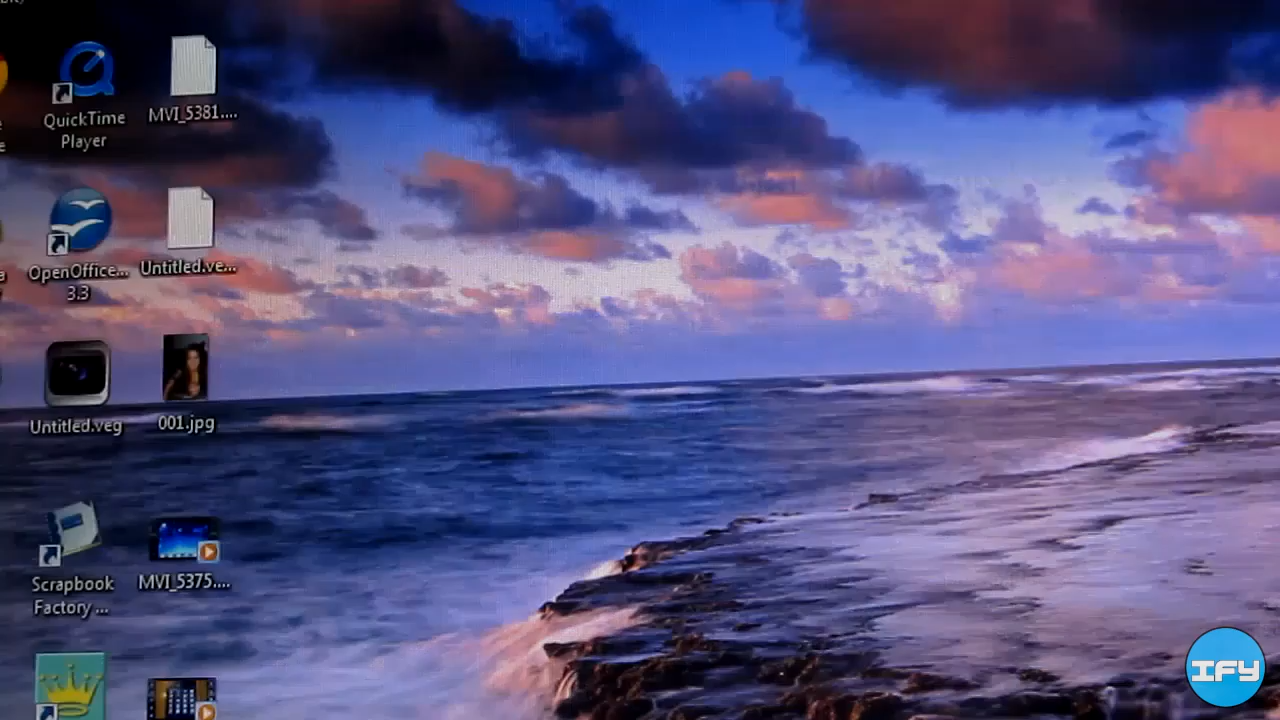 QuickTime
Player
MVI_5381....
OpenOffice...
3.3
Untitled.ve...
Untitled.veg
001.jpg
Scrapbook
Factory ...
MVI_5375....
IFY